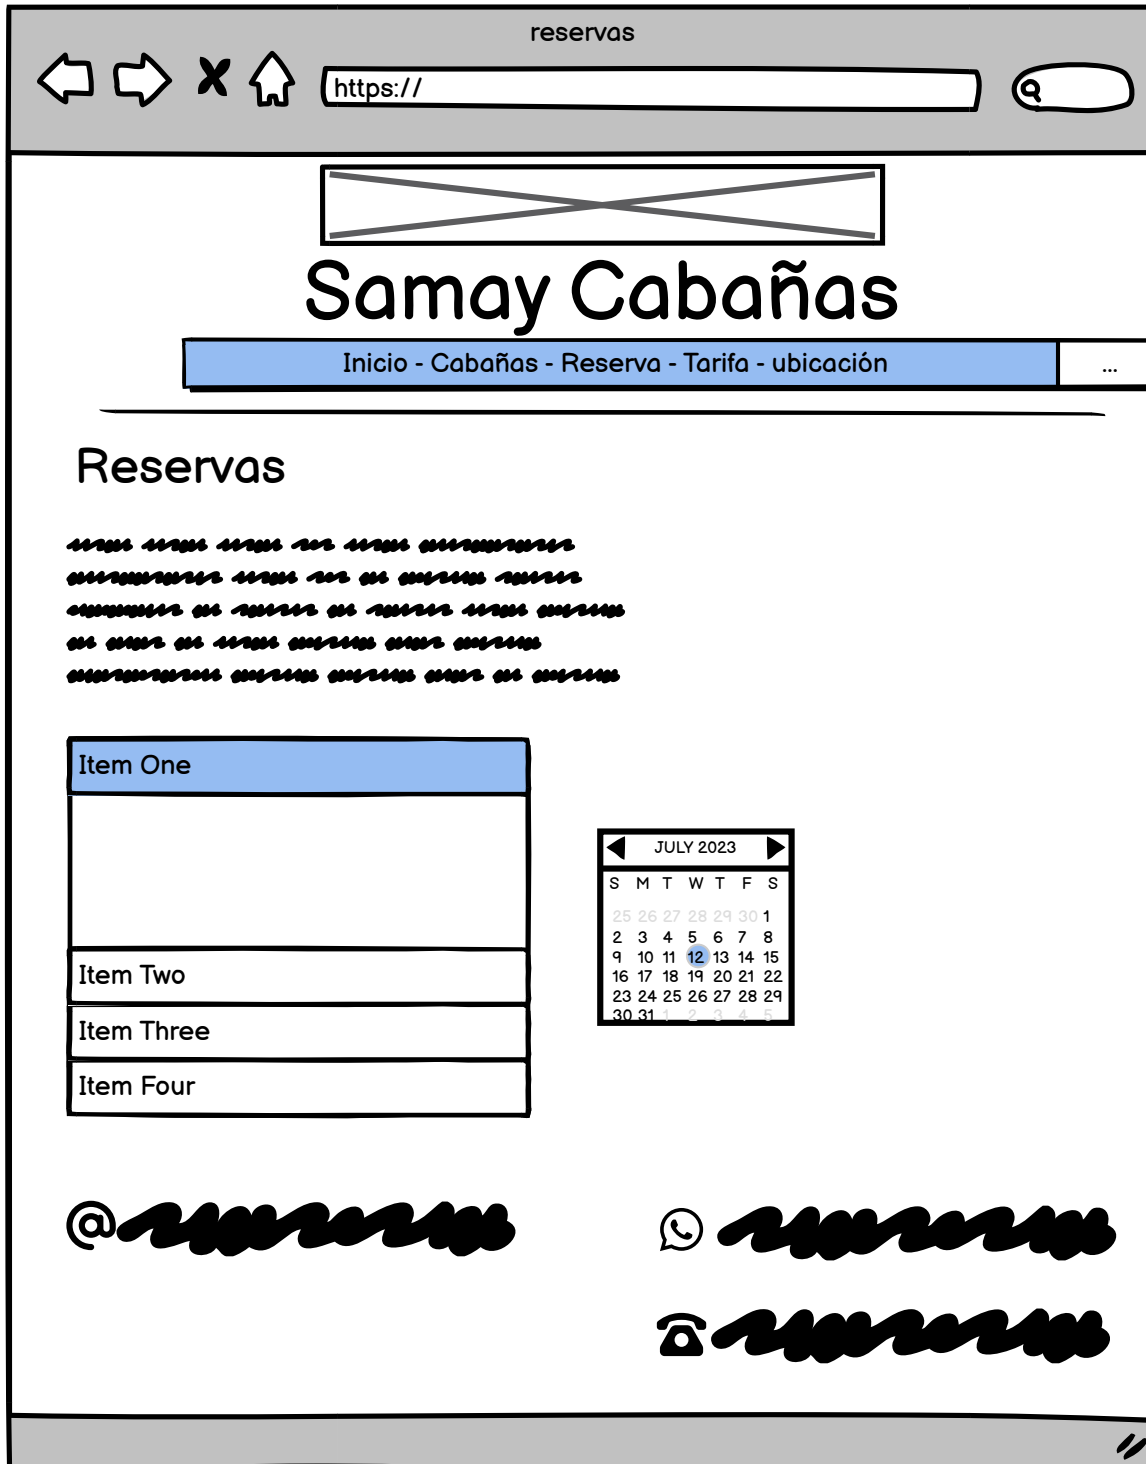 reservas
https://
Samay Cabañas
Inicio - Cabañas - Reserva - Tarifa - ubicación
...
Reservas
Item One
Item Two
Item Three
Item Four
JULY 2023
S M T W T F S
25 26 27 28 29 30 1
2 3 4 5 6 7 8
9 10 11 12 13 14 15
16 17 18 19 20 21 22
23 24 25 26 27 28 29
30 31 1 2 3 4 5
@